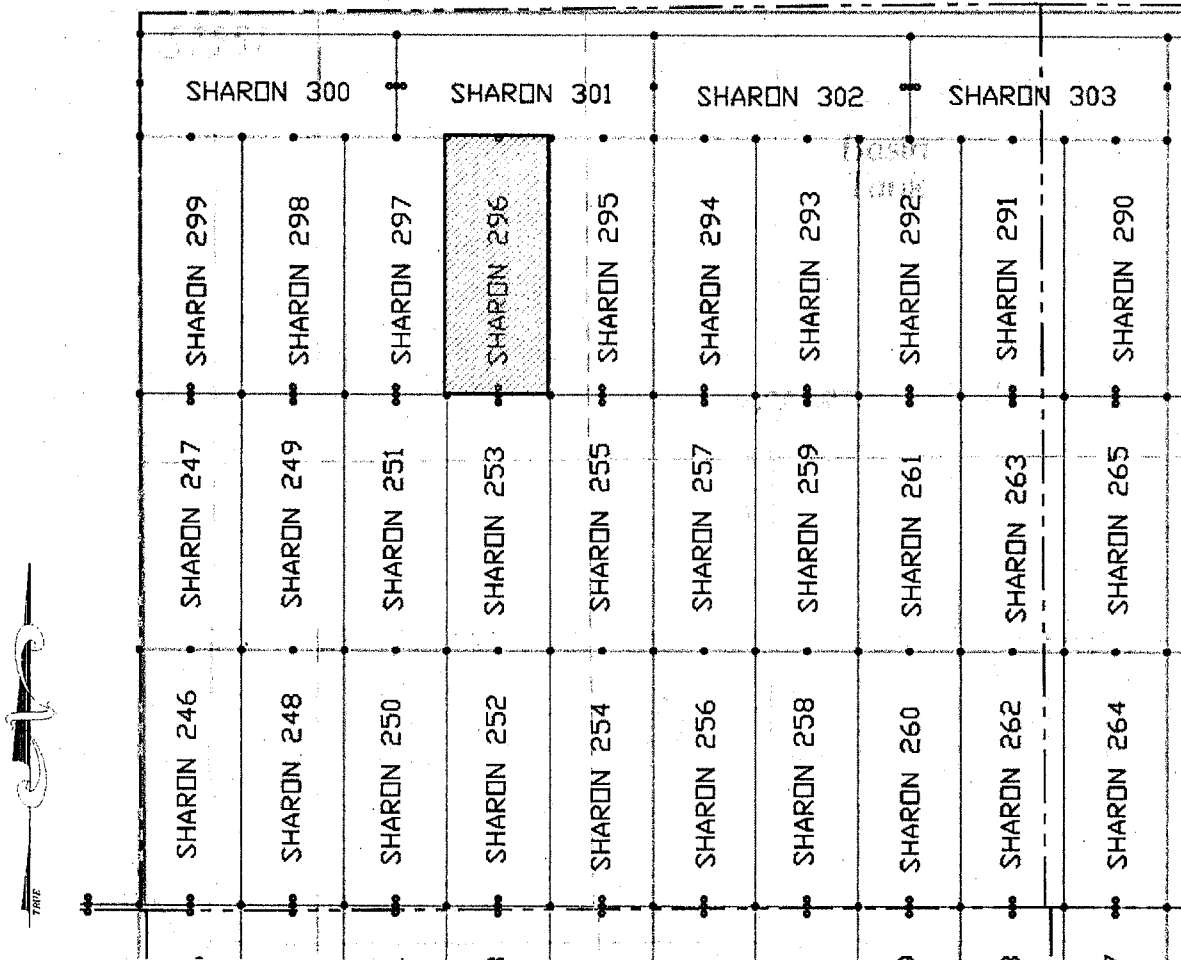 SHARON 300
SHARON 301
SHARON 302
SHARON 303
SHARON 299
SHARON 298
SHARON 297
SHARON 296
SHARON 295
SHARON 294
SHARON 293
SHARON 292
SHARON 291
SHARON 290
Basin
Tank
SHARON 247
SHARON 249
SHARON 251
SHARON 253
SHARON 255
SHARON 257
SHARON 259
SHARON 261
SHARON 263
SHARON 265
SHARON 246
SHARON 248
SHARON 250
SHARON 252
SHARON 254
SHARON 256
SHARON 258
SHARON 260
SHARON 262
SHARON 264
TRUE